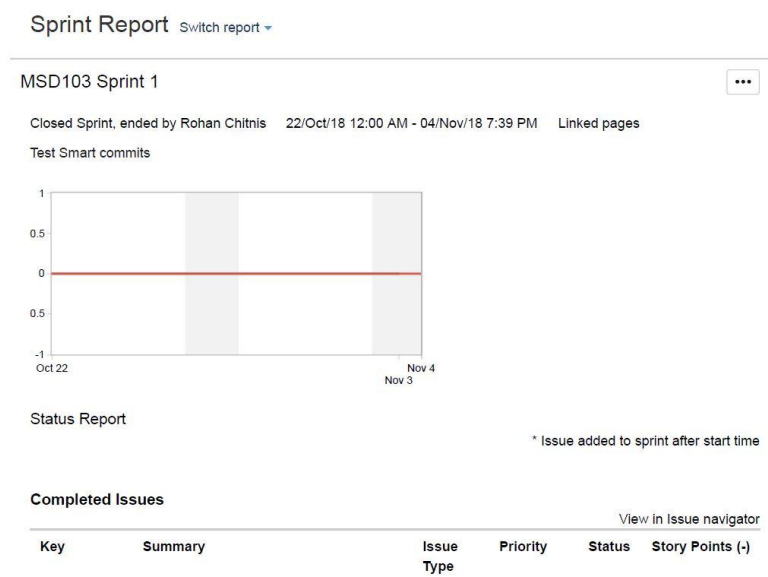 Sprint Report Switch report
MSD103 Sprint 1
•••
Closed Sprint, ended by Rohan Chitnis 22/Oct/18 12:00 AM - 04/Nov/18 7:39 PM Linked pages
Test Smart commits
1
0.5
0
0.5
-1
Oct 22 Nov 4
Nov 3
Status Report
* Issue added to sprint after start time
Completed Issues
View in Issue navigator
Key Summary Issue Type Priority Status Story Points (-)